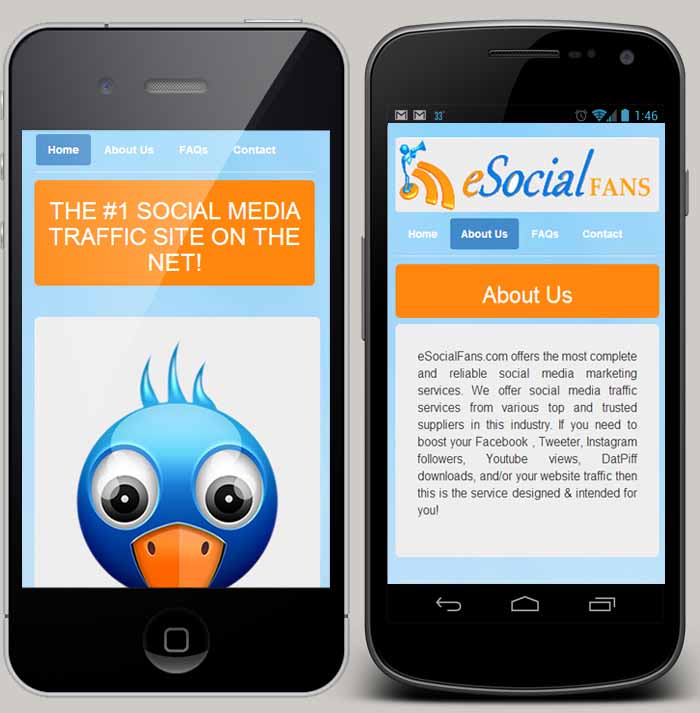 Home About Us FAQs Contact
THE #1 SOCIAL MEDIA
TRAFFIC SITE ON THE
NET!
33° 1:46
eSocialFANS
Home About Us FAQs Contact
About Us
eSocialFans.com offers the most complete
and reliable social media marketing
services. We offer social media traffic
services from various top and trusted
suppliers in this industry. If you need to
boost your Facebook , Tweeter, Instagram
followers, Youtube views, DatPiff
downloads, and/or your website traffic then
this is the service designed & intended for
you!